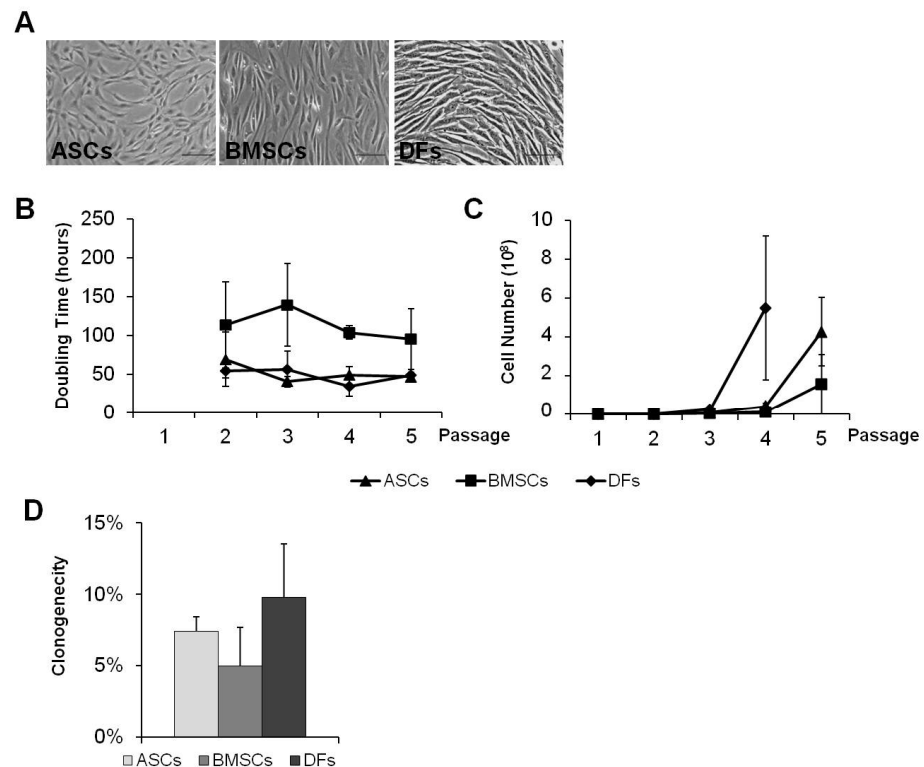 A
ASCs
BMSCs
DFs
B
Doubling Time (hours)
250
200
150
100
50
0
1 2 3 4 5 Passage
C
Cell Number (10⁸)
10
8
6
4
2
0
1 2 3 4 5 Passage
ASCs BMSCs DFs
D
Clonogenecity
15%
10%
5%
0%
ASCs BMSCs DFs